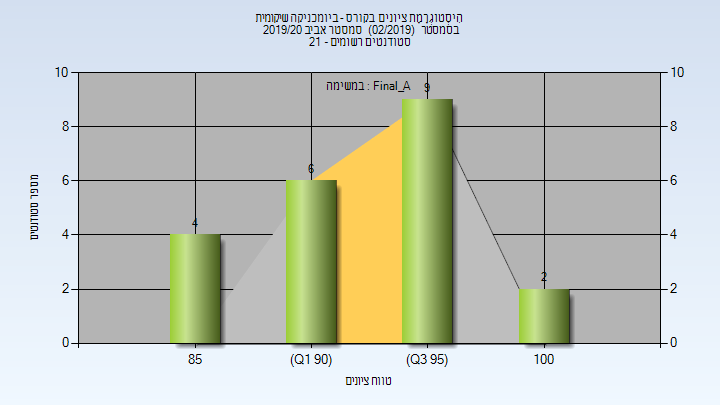 היסטוגרמת ציונים בקורס - ביומכניקה שיקומית
בסמסטר (02/2019) סמסטר אביב 2019/20
סטודנטים רשומים - 21
במשימה : Final_A
10
8
6
4
2
0
10
8
6
4
2
0
4
6
9
2
מספר סטודנטים
85
(Q1 90)
(Q3 95)
100
טווח ציונים